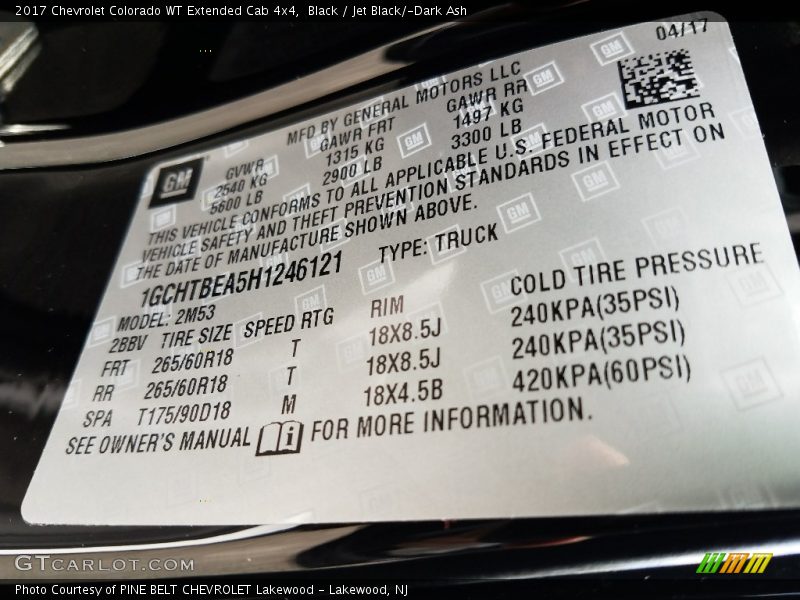 2017 Chevrolet Colorado WT Extended Cab 4x4, Black / Jet Black/-Dark Ash
04/17
MFD BY GENERAL MOTORS LLC
GM
GVWR GAWR FRT GAWR RR
2540 KG 1315 KG 1497 KG
5600 LB 2900 LB 3300 LB
THIS VEHICLE CONFORMS TO ALL APPLICABLE U.S. FEDERAL MOTOR
VEHICLE SAFETY AND THEFT PREVENTION STANDARDS IN EFFECT ON
THE DATE OF MANUFACTURE SHOWN ABOVE.
1GCHTBEA5H1246121 TYPE: TRUCK
MODEL: 2M53
2BBV TIRE SIZE SPEED RTG RIM COLD TIRE PRESSURE
FRT 265/60R18 T 18X8.5J 240KPA(35PSI)
RR 265/60R18 T 18X8.5J 240KPA(35PSI)
SPA T175/90D18 M 18X4.5B 420KPA(60PSI)
SEE OWNER'S MANUAL FOR MORE INFORMATION.
GTCARLOT.COM
Photo Courtesy of PINE BELT CHEVROLET Lakewood - Lakewood, NJ